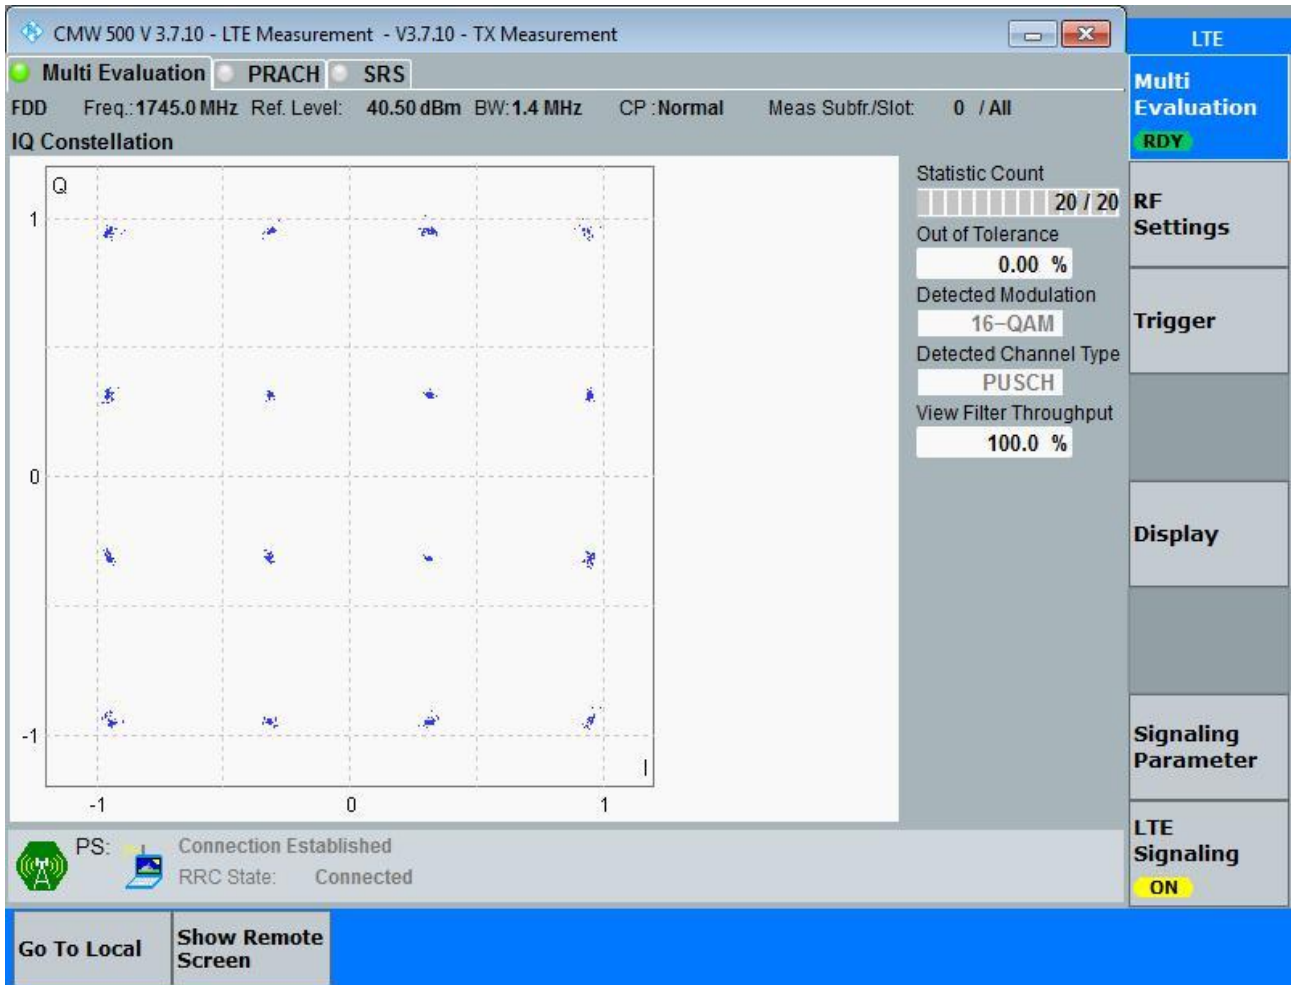 CMW 500 V 3.7.10 - LTE Measurement - V3.7.10 - TX Measurement
LTE
Multi Evaluation PRACH SRS
FDD Freq.: 1745.0 MHz Ref. Level: 40.50 dBm BW: 1.4 MHz CP : Normal Meas Subfr./Slot: 0 / All
IQ Constellation
Q
1
0
-1
I
-1 0 1
Statistic Count
20 / 20
Out of Tolerance
0.00 %
Detected Modulation
16-QAM
Detected Channel Type
PUSCH
View Filter Throughput
100.0 %
Multi
Evaluation
RDY
RF
Settings
Trigger
Display
Signaling
Parameter
LTE
Signaling
ON
PS: Connection Established
RRC State: Connected
Go To Local
Show Remote
Screen